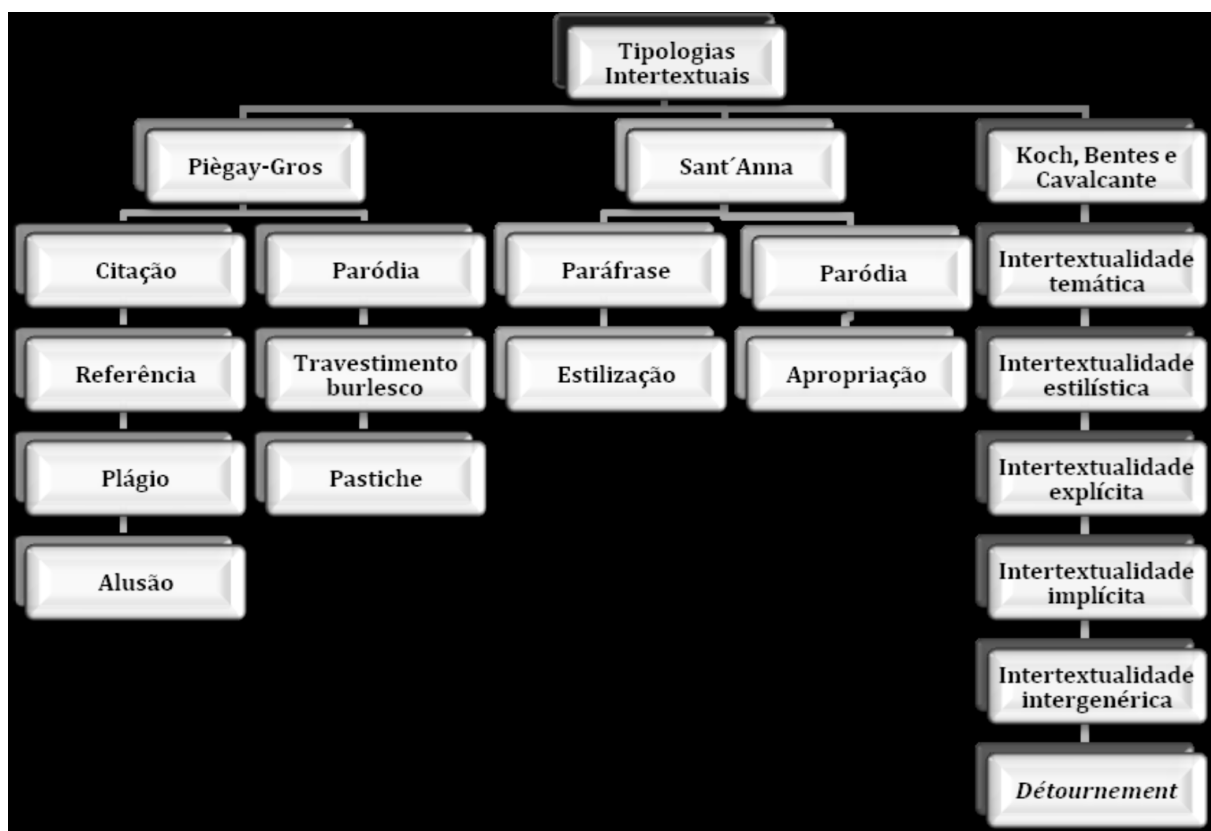 Tipologias
Intertextuais
Piègay-Gros
Sant´Anna
Koch, Bentes e
Cavalcante
Citação
Paródia
Paráfrase
Paródia
Intertextualidade
temática
Referência
Travestimento
burlesco
Estilização
Apropriação
Intertextualidade
estilística
Plágio
Pastiche
Intertextualidade
explícita
Alusão
Intertextualidade
implícita
Intertextualidade
intergenérica
Détournement